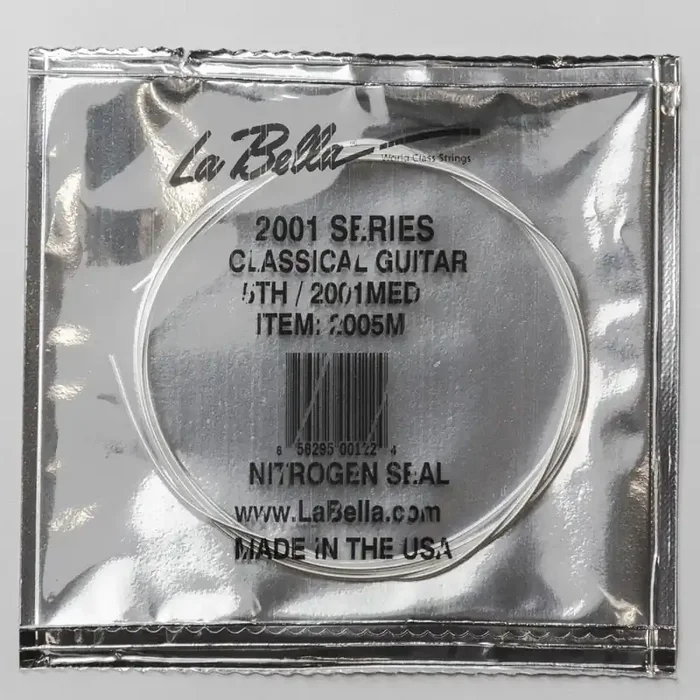 La Bella
World Class Strings
2001 SERIES
CLASSICAL GUITAR
5TH / 2001MED
ITEM: 2005M
8 56295 00122 4
NITROGEN SEAL
www.LaBella.com
MADE IN THE USA